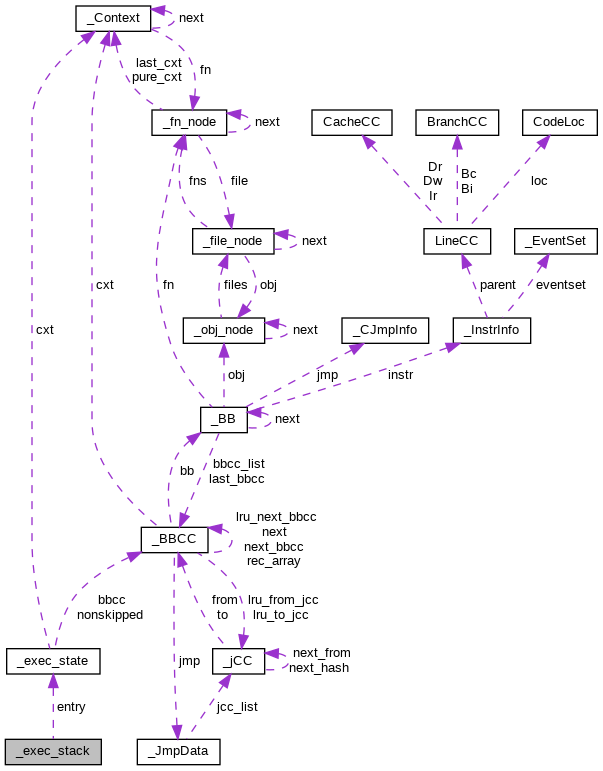 _Context
next
last_cxt
pure_cxt
fn
_fn_node
next
CacheCC
BranchCC
CodeLoc
fns
file
Dr
Dw
Ir
Bc
Bi
loc
_file_node
next
LineCC
_EventSet
cxt
fn
files
obj
parent
eventset
_obj_node
next
_CJmpInfo
_InstrInfo
cxt
obj
jmp
instr
_BB
next
bb
bbcc_list
last_bbcc
_BBCC
lru_next_bbcc
next
next_bbcc
rec_array
bbcc
nonskipped
from
to
lru_from_jcc
lru_to_jcc
_exec_state
jmp
_jCC
next_from
next_hash
entry
jcc_list
_exec_stack
_JmpData